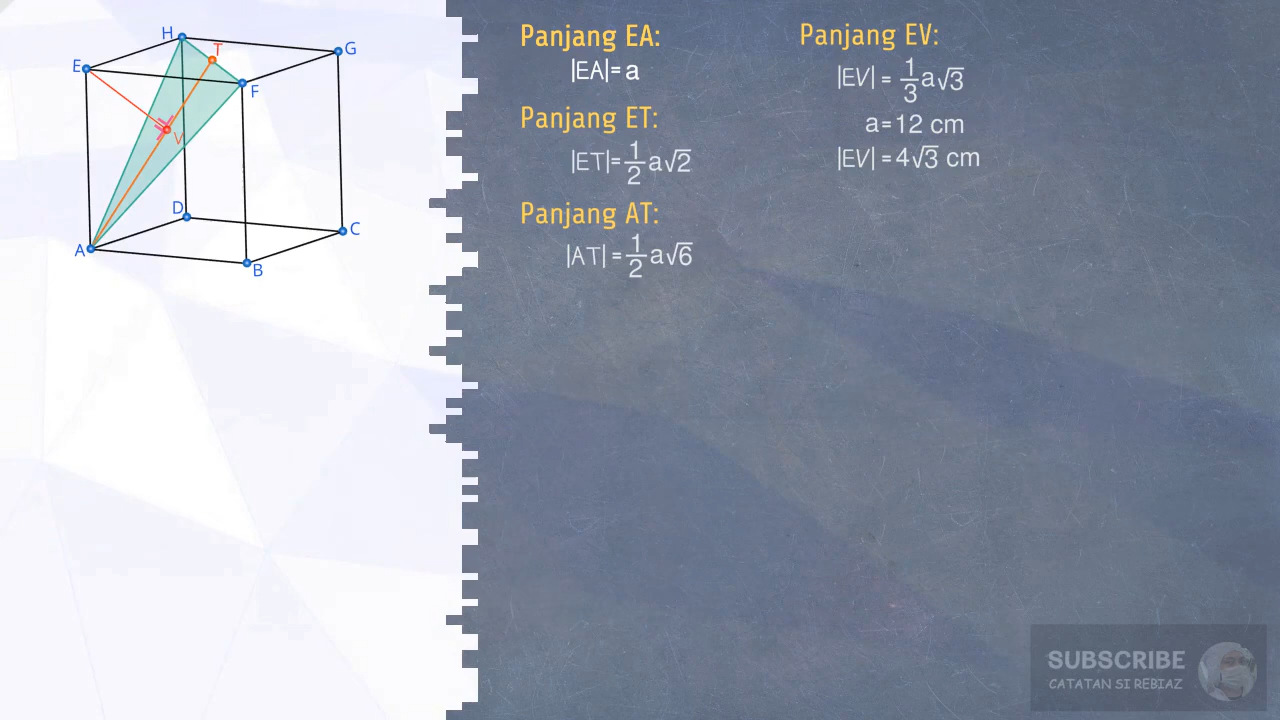 H
G
T
E
F
V
D
C
A
B
Panjang EA:
|EA|= a
Panjang ET:
|ET|= 1/2 a√2
Panjang AT:
|AT| = 1/2 a√6
Panjang EV:
|EV| = 1/3 a√3
a= 12 cm
|EV| = 4√3 cm
SUBSCRIBE
CATATAN SI REBIAZ